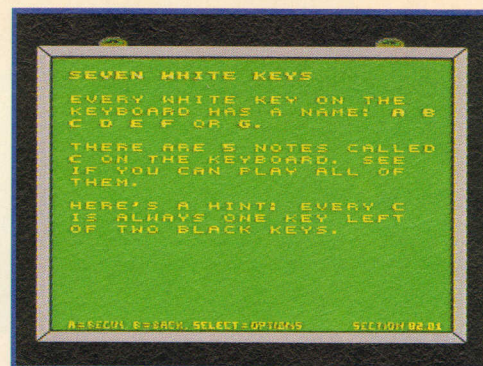 SEVEN WHITE KEYS
EVERY WHITE KEY ON THE
KEYBOARD HAS A NAME: A B
C D E F OR G.
THERE ARE 5 NOTES CALLED
C ON THE KEYBOARD. SEE
IF YOU CAN PLAY ALL OF
THEM.
HERE'S A HINT: EVERY C
IS ALWAYS ONE KEY LEFT
OF TWO BLACK KEYS.
A=BEGIN, B=BACK, SELECT=OPTIONS SECTION 02.01